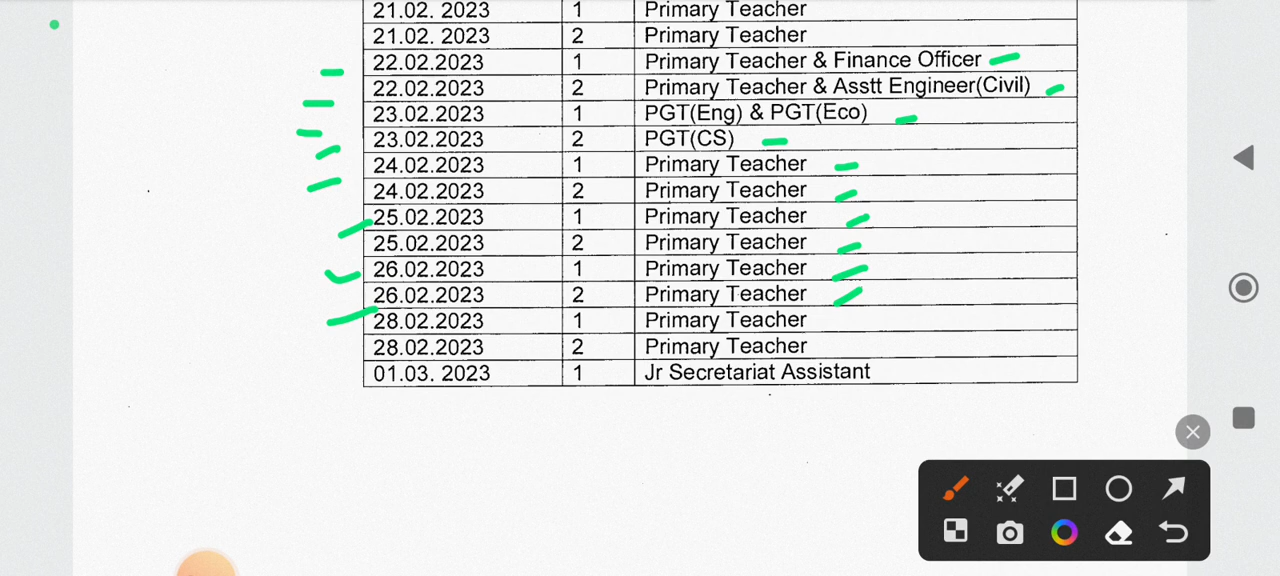 21.02. 2023 1 Primary Teacher
21.02. 2023 2 Primary Teacher
22.02.2023 1 Primary Teacher & Finance Officer
22.02.2023 2 Primary Teacher & Asstt Engineer(Civil)
23.02.2023 1 PGT(Eng) & PGT(Eco)
23.02.2023 2 PGT(CS)
24.02.2023 1 Primary Teacher
24.02.2023 2 Primary Teacher
25.02.2023 1 Primary Teacher
25.02.2023 2 Primary Teacher
26.02.2023 1 Primary Teacher
26.02.2023 2 Primary Teacher
28.02.2023 1 Primary Teacher
28.02.2023 2 Primary Teacher
01.03. 2023 1 Jr Secretariat Assistant